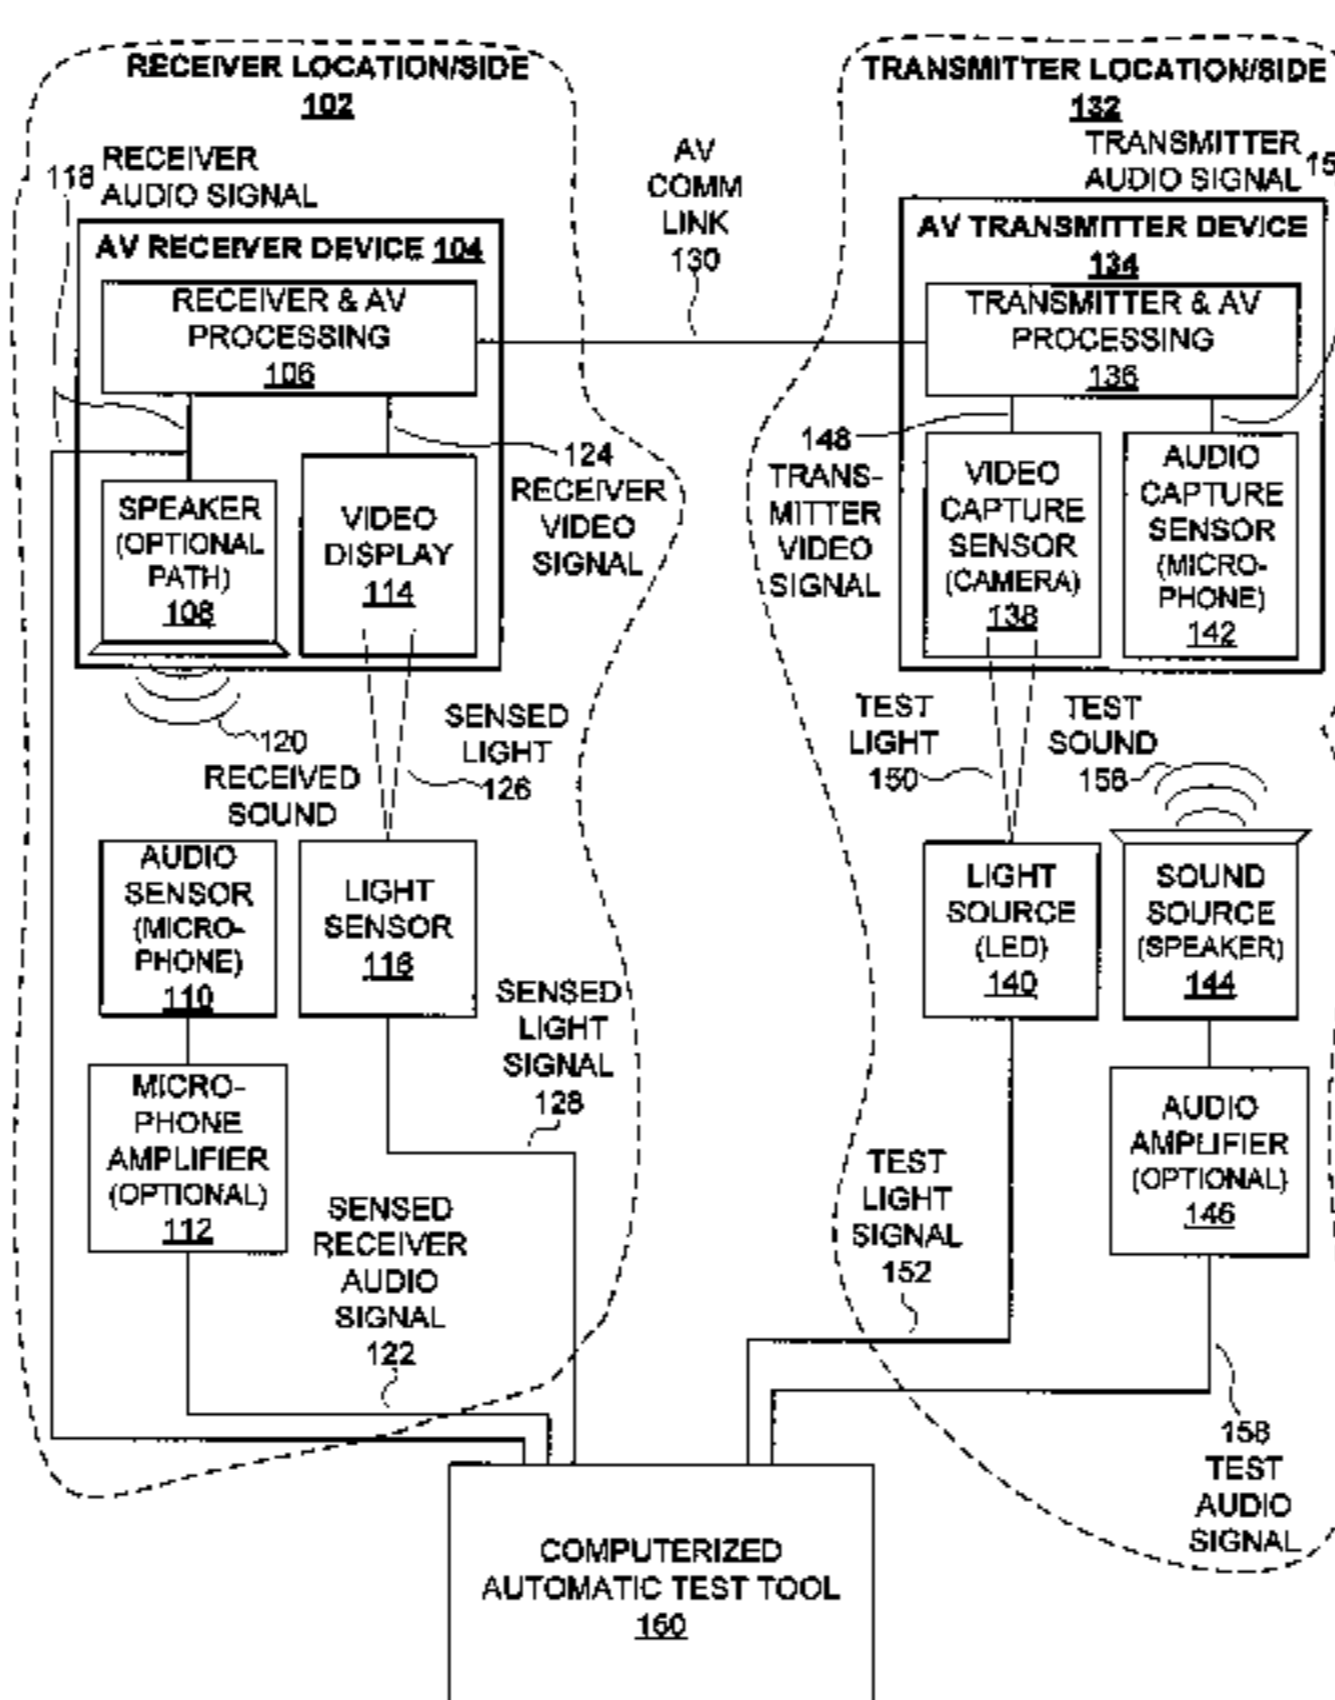 RECEIVER LOCATION/SIDE
102
118
RECEIVER
AUDIO SIGNAL
AV RECEIVER DEVICE 104
RECEIVER & AV
PROCESSING
106
SPEAKER
(OPTIONAL
PATH)
108
VIDEO
DISPLAY
114
124
RECEIVER
VIDEO
SIGNAL
120
RECEIVED
SOUND
SENSED
LIGHT
126
AUDIO
SENSOR
(MICRO-
PHONE)
110
LIGHT
SENSOR
116
MICRO-
PHONE
AMPLIFIER
(OPTIONAL)
112
SENSED
LIGHT
SIGNAL
128
SENSED
RECEIVER
AUDIO
SIGNAL
122
AV
COMM
LINK
130
TRANSMITTER LOCATION/SIDE
132
TRANSMITTER
AUDIO SIGNAL
15
AV TRANSMITTER DEVICE
134
TRANSMITTER & AV
PROCESSING
136
148
TRANS-
MITTER
VIDEO
SIGNAL
VIDEO
CAPTURE
SENSOR
(CAMERA)
138
AUDIO
CAPTURE
SENSOR
(MICRO-
PHONE)
142
TEST
LIGHT
150
TEST
SOUND
156
LIGHT
SOURCE
(LED)
140
SOUND
SOURCE
(SPEAKER)
144
AUDIO
AMPLIFIER
(OPTIONAL)
146
TEST
LIGHT
SIGNAL
152
158
TEST
AUDIO
SIGNAL
COMPUTERIZED
AUTOMATIC TEST TOOL
160